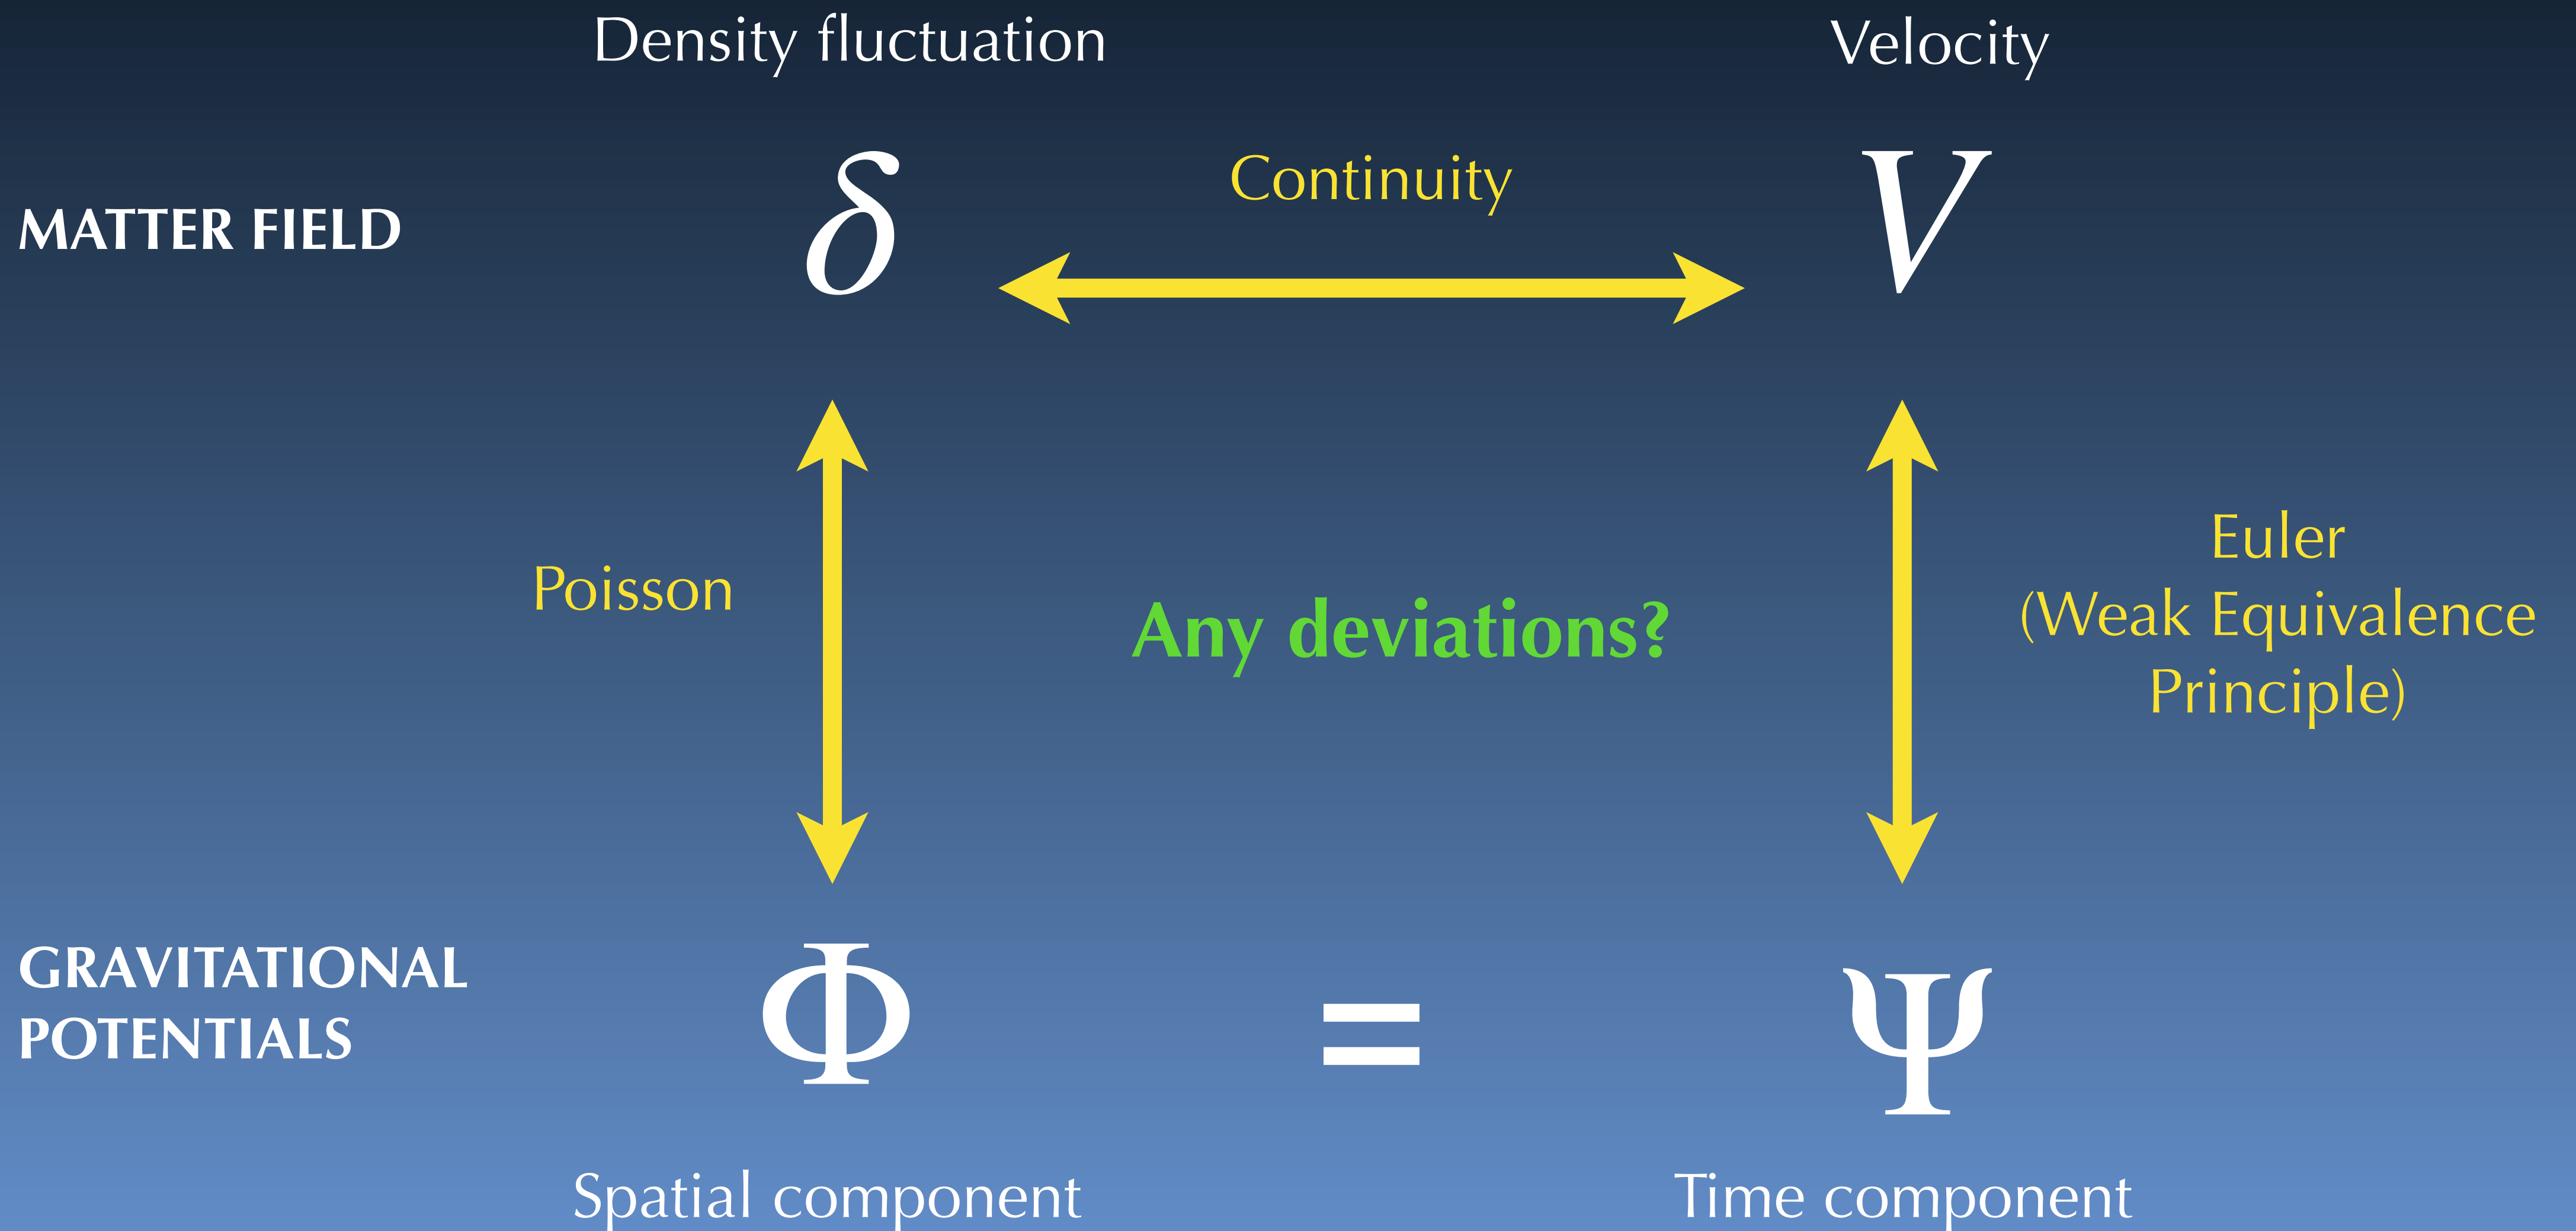 Density fluctuation
Velocity
MATTER FIELD
δ
Continuity
V
Poisson
Any deviations?
Euler
(Weak Equivalence
Principle)
GRAVITATIONAL
POTENTIALS
Φ
=
Ψ
Spatial component
Time component